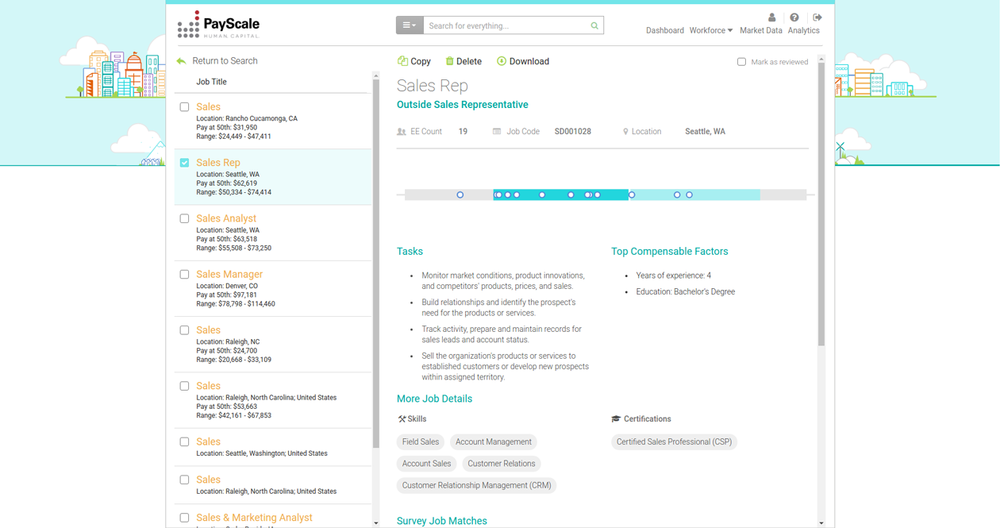 PayScale
HUMAN CAPITAL
Search for everything...
Dashboard Workforce Market Data Analytics
Return to Search
Job Title
Sales
Location: Rancho Cucamonga, CA
Pay at 50th: $31,950
Range: $24,449 - $47,411
Sales Rep
Location: Seattle, WA
Pay at 50th: $62,619
Range: $50,334 - $74,414
Sales Analyst
Location: Seattle, WA
Pay at 50th: $63,518
Range: $55,508 - $73,250
Sales Manager
Location: Denver, CO
Pay at 50th: $97,181
Range: $78,798 - $114,460
Sales
Location: Raleigh, NC
Pay at 50th: $24,700
Range: $20,668 - $33,109
Sales
Location: Raleigh, North Carolina; United States
Pay at 50th: $53,663
Range: $42,161 - $67,853
Sales
Location: Seattle, Washington; United States
Sales
Location: Raleigh, North Carolina; United States
Sales & Marketing Analyst
Copy Delete Download
Mark as reviewed
Sales Rep
Outside Sales Representative
EE Count 19 Job Code SD001028 Location Seattle, WA
Tasks
• Monitor market conditions, product innovations,
and competitors' products, prices, and sales.
• Build relationships and identify the prospect's
need for the products or services.
• Track activity, prepare and maintain records for
sales leads and account status.
• Sell the organization's products or services to
established customers or develop new prospects
within assigned territory.
Top Compensable Factors
• Years of experience: 4
• Education: Bachelor's Degree
More Job Details
Skills
Field Sales Account Management
Account Sales Customer Relations
Customer Relationship Management (CRM)
Certifications
Certified Sales Professional (CSP)
Survey Job Matches